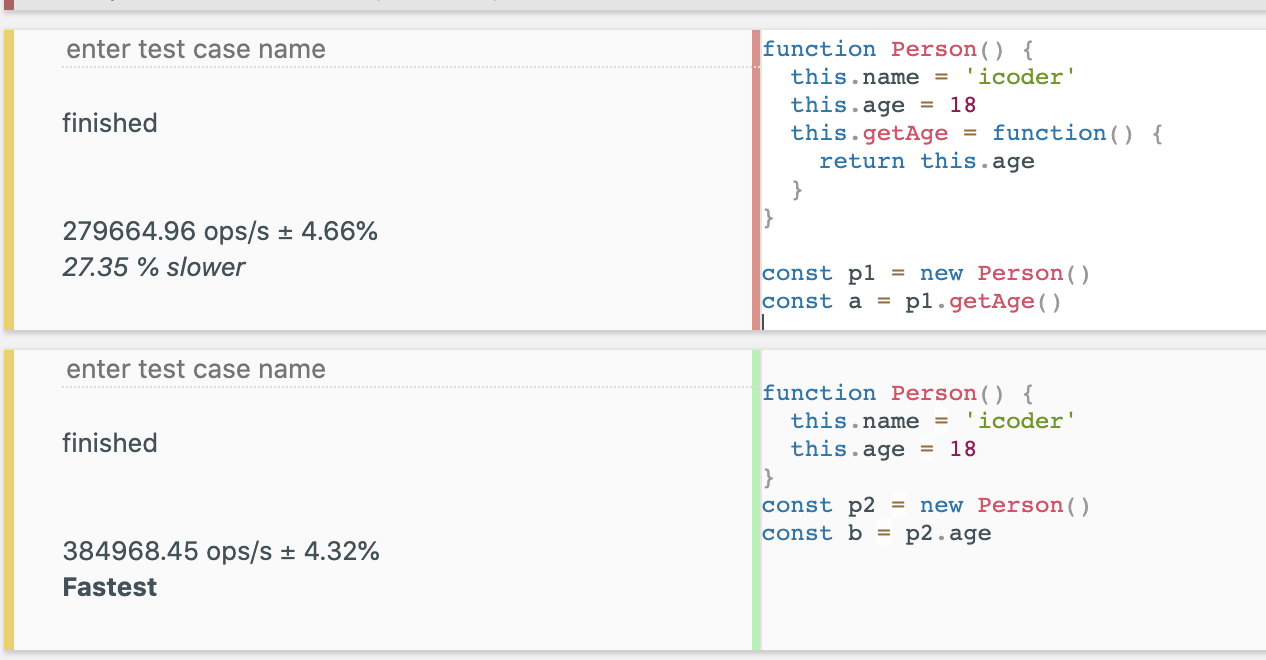 enter test case name
finished
279664.96 ops/s ± 4.66%
27.35 % slower
function Person() {
  this.name = 'icoder'
  this.age = 18
  this.getAge = function() {
    return this.age
  }
}

const p1 = new Person()
const a = p1.getAge()
enter test case name
finished
384968.45 ops/s ± 4.32%
Fastest
function Person() {
  this.name = 'icoder'
  this.age = 18
}
const p2 = new Person()
const b = p2.age